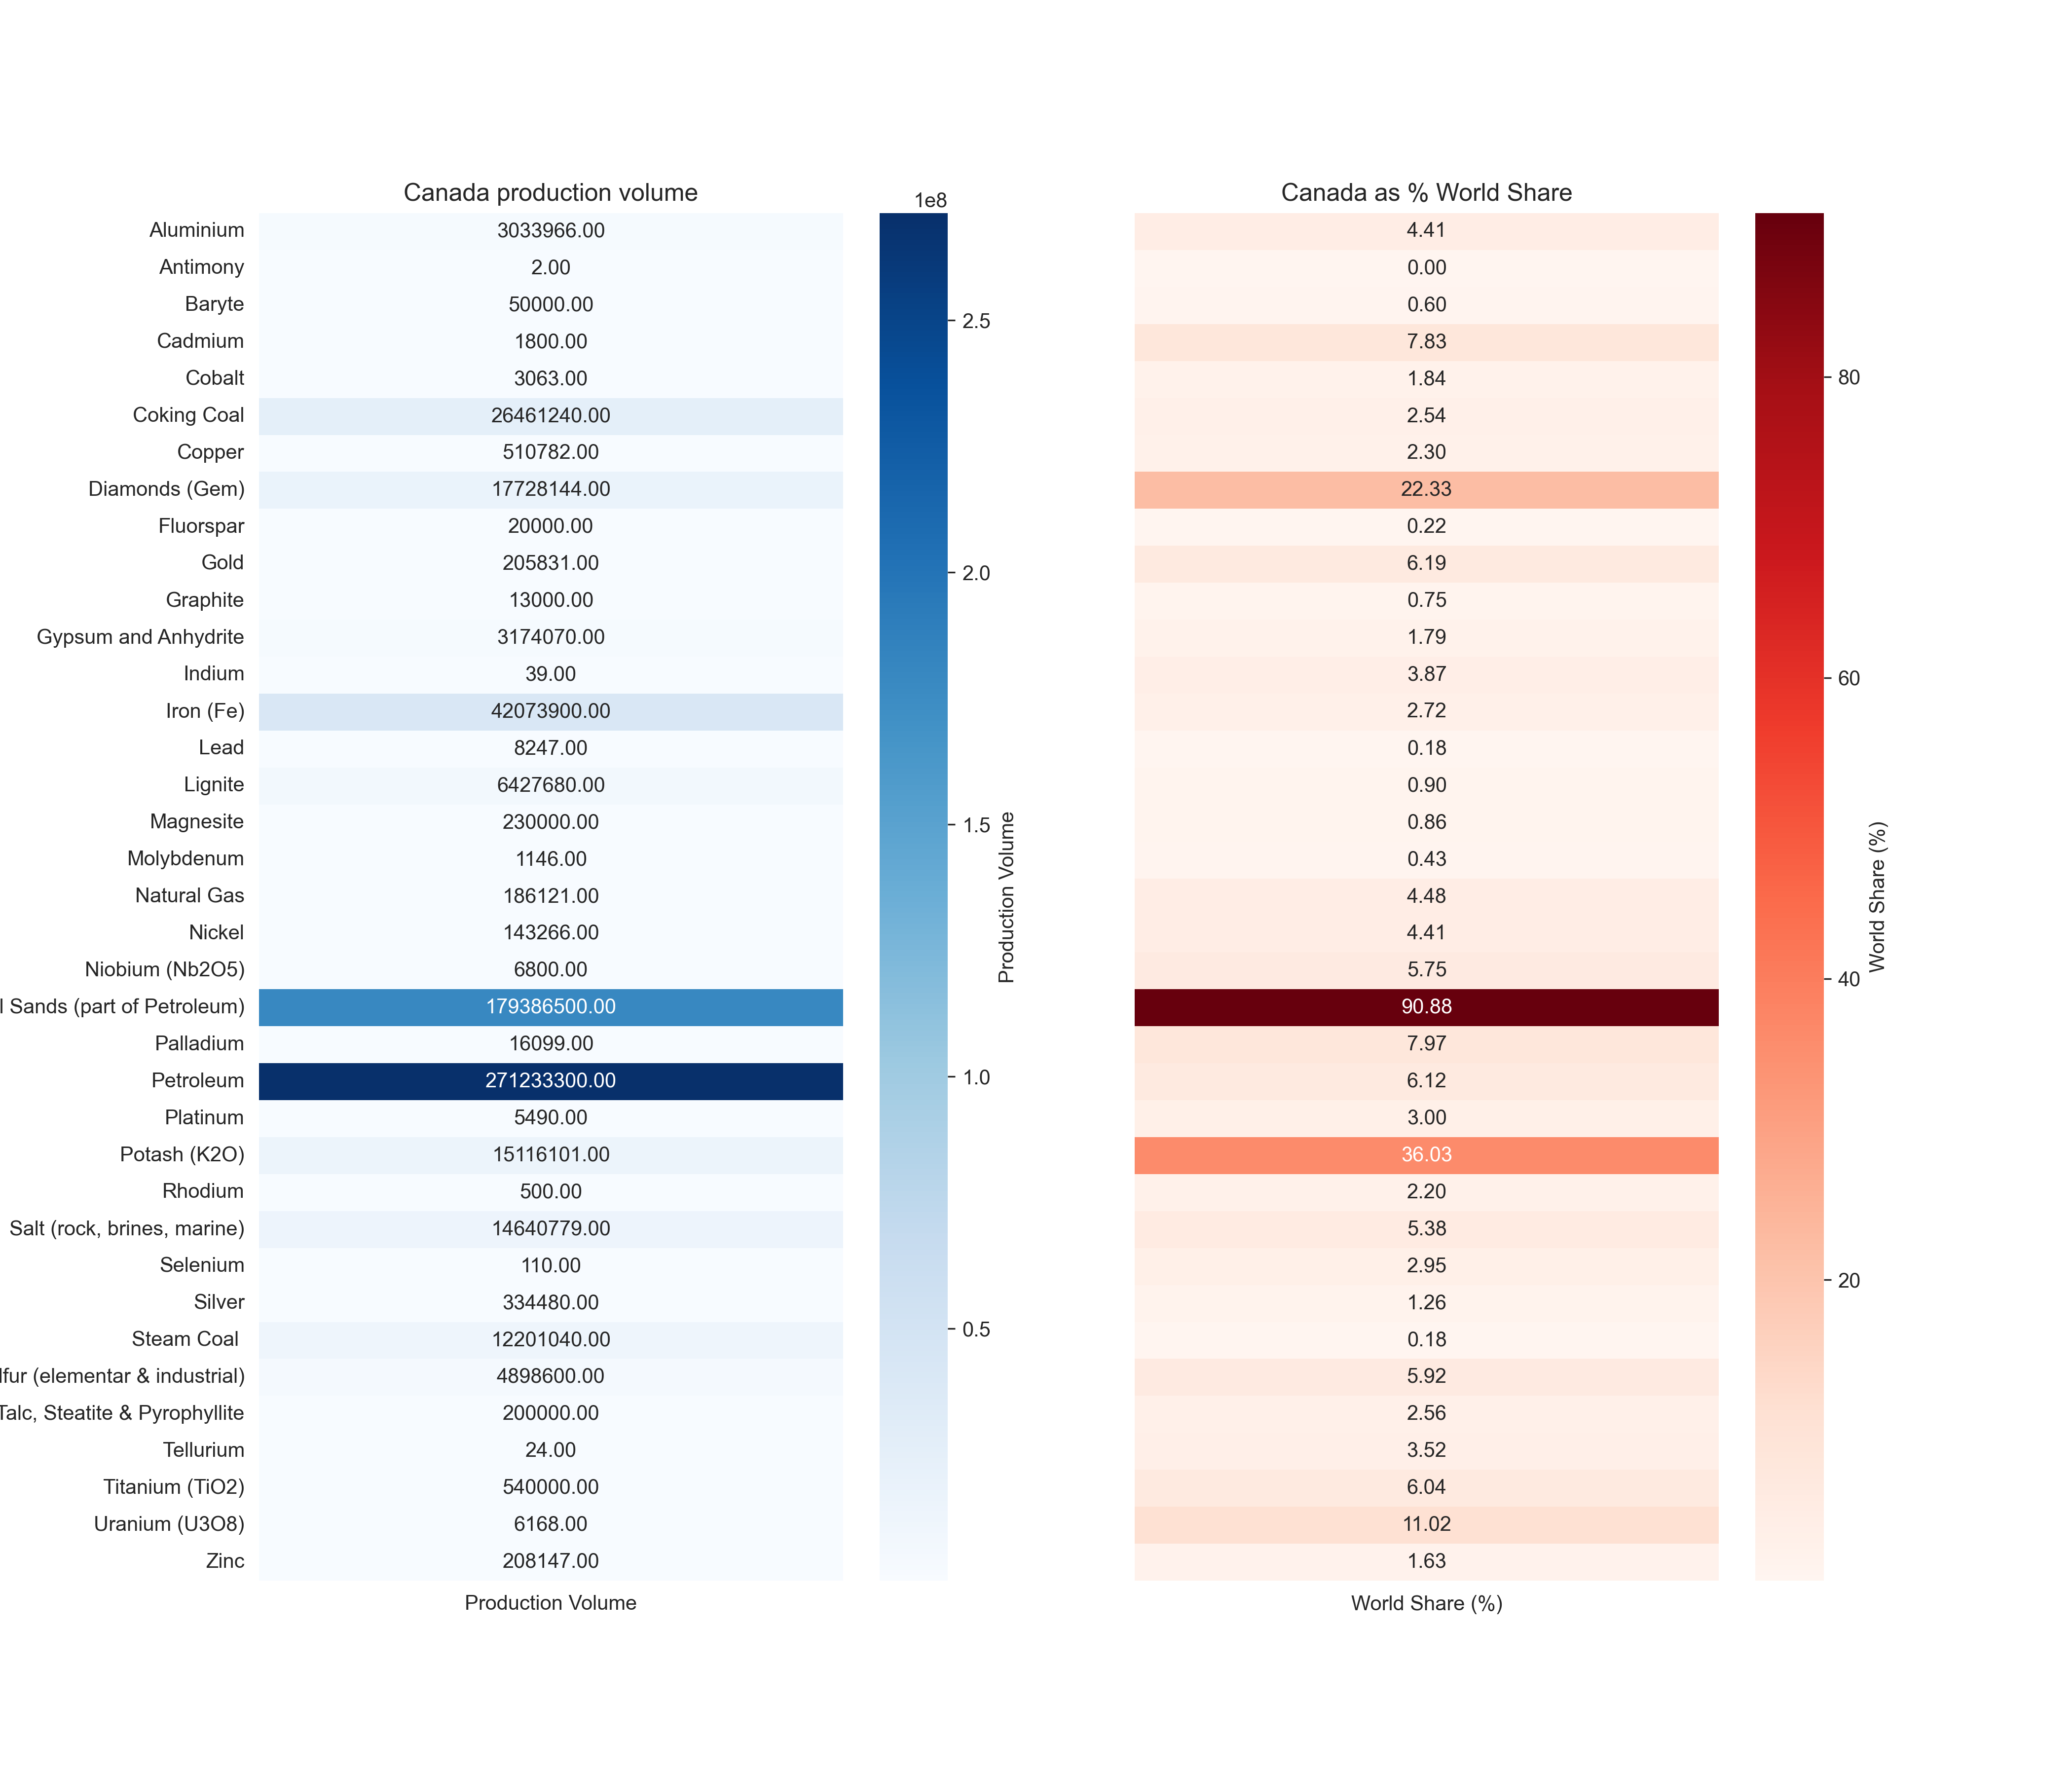 Canada production volume
Canada as % World Share
1e8
Aluminium 3033966.00 4.41
Antimony 2.00 0.00
Baryte 50000.00 0.60
Cadmium 1800.00 7.83
Cobalt 3063.00 1.84
Coking Coal 26461240.00 2.54
Copper 510782.00 2.30
Diamonds (Gem) 17728144.00 22.33
Fluorspar 20000.00 0.22
Gold 205831.00 6.19
Graphite 13000.00 0.75
Gypsum and Anhydrite 3174070.00 1.79
Indium 39.00 3.87
Iron (Fe) 42073900.00 2.72
Lead 8247.00 0.18
Lignite 6427680.00 0.90
Magnesite 230000.00 0.86
Molybdenum 1146.00 0.43
Natural Gas 186121.00 4.48
Nickel 143266.00 4.41
Niobium (Nb2O5) 6800.00 5.75
l Sands (part of Petroleum) 179386500.00 90.88
Palladium 16099.00 7.97
Petroleum 271233300.00 6.12
Platinum 5490.00 3.00
Potash (K2O) 15116101.00 36.03
Rhodium 500.00 2.20
Salt (rock, brines, marine) 14640779.00 5.38
Selenium 110.00 2.95
Silver 334480.00 1.26
Steam Coal 12201040.00 0.18
lfur (elementar & industrial) 4898600.00 5.92
Talc, Steatite & Pyrophyllite 200000.00 2.56
Tellurium 24.00 3.52
Titanium (TiO2) 540000.00 6.04
Uranium (U3O8) 6168.00 11.02
Zinc 208147.00 1.63
Production Volume
World Share (%)
2.5
2.0
1.5
1.0
0.5
Production Volume
80
60
40
20
World Share (%)